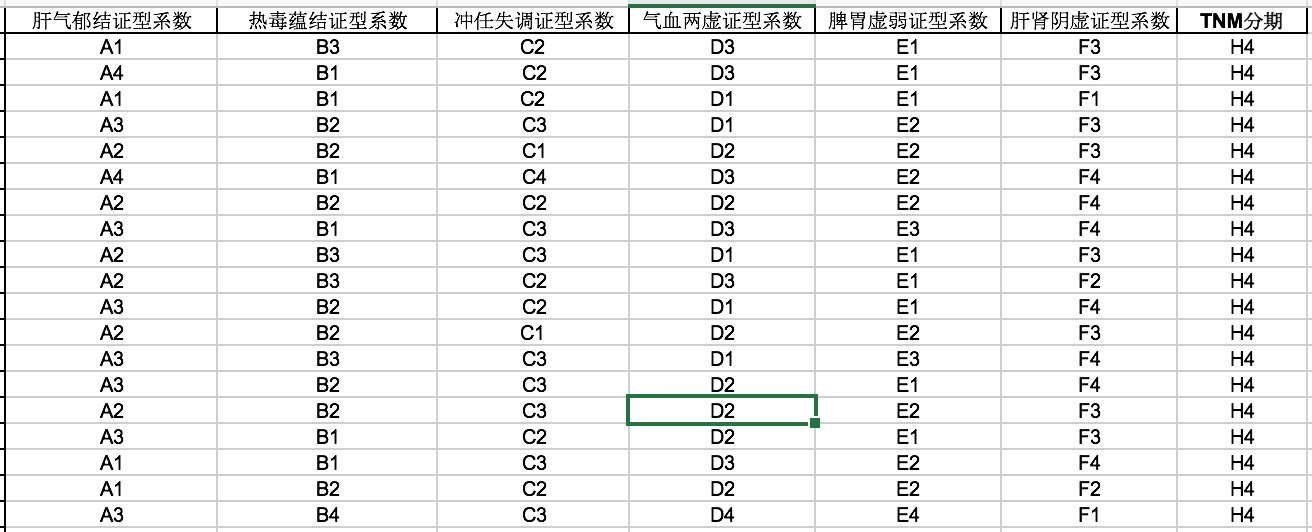 肝气郁结证型系数 热毒蕴结证型系数 冲任失调证型系数 气血两虚证型系数 脾胃虚弱证型系数 肝肾阴虚证型系数 TNM分期
A1 B3 C2 D3 E1 F3 H4
A4 B1 C2 D3 E1 F3 H4
A1 B1 C2 D1 E1 F1 H4
A3 B2 C3 D1 E2 F3 H4
A2 B2 C1 D2 E2 F3 H4
A4 B1 C4 D3 E2 F4 H4
A2 B2 C2 D2 E2 F4 H4
A3 B1 C3 D3 E3 F4 H4
A2 B3 C3 D1 E1 F3 H4
A2 B3 C2 D3 E1 F2 H4
A3 B2 C2 D1 E1 F4 H4
A2 B2 C1 D2 E2 F3 H4
A3 B3 C3 D1 E3 F4 H4
A3 B2 C3 D2 E1 F4 H4
A2 B2 C3 D2 E2 F3 H4
A3 B1 C2 D2 E1 F3 H4
A1 B1 C3 D3 E2 F4 H4
A1 B2 C2 D2 E2 F2 H4
A3 B4 C3 D4 E4 F1 H4